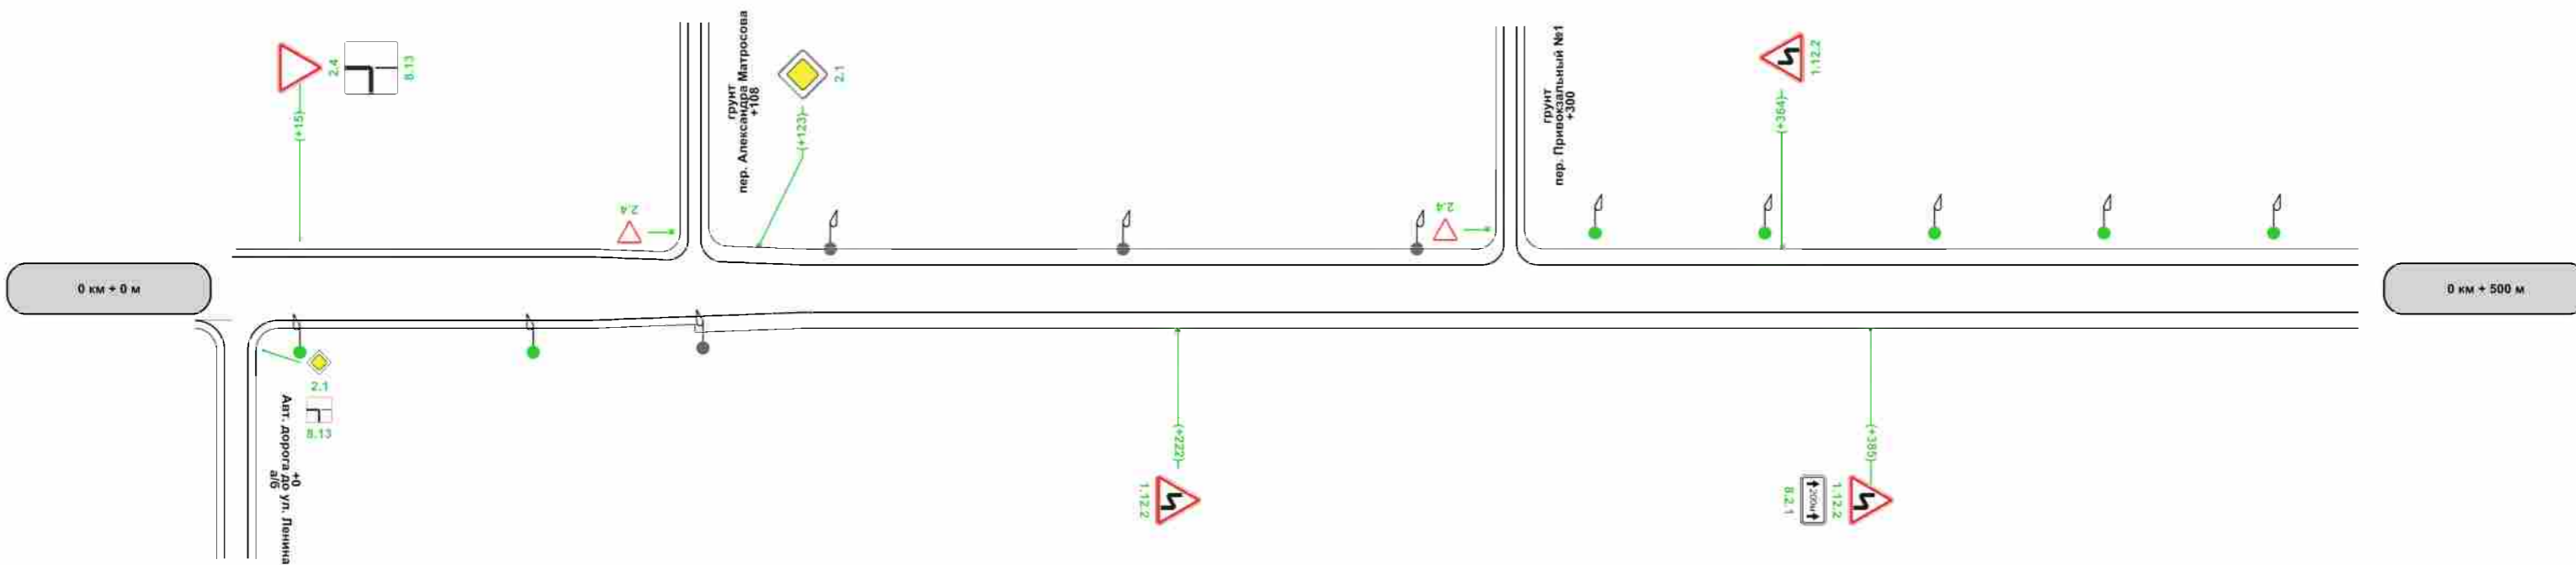 2.4
8.13
(+15)
грунт
пер. Александра Матросова
+108
2.1
(+123)
2.4
грунт
пер. Привокзальный №1
+300
2.4
1.12.2
(+364)
0 км + 0 м
0 км + 500 м
2.1
8.13
+0
Авт. дорога до ул. Ленина
а/б
(+222)
1.12.2
(+385)
1.12.2
200м
8.2.1